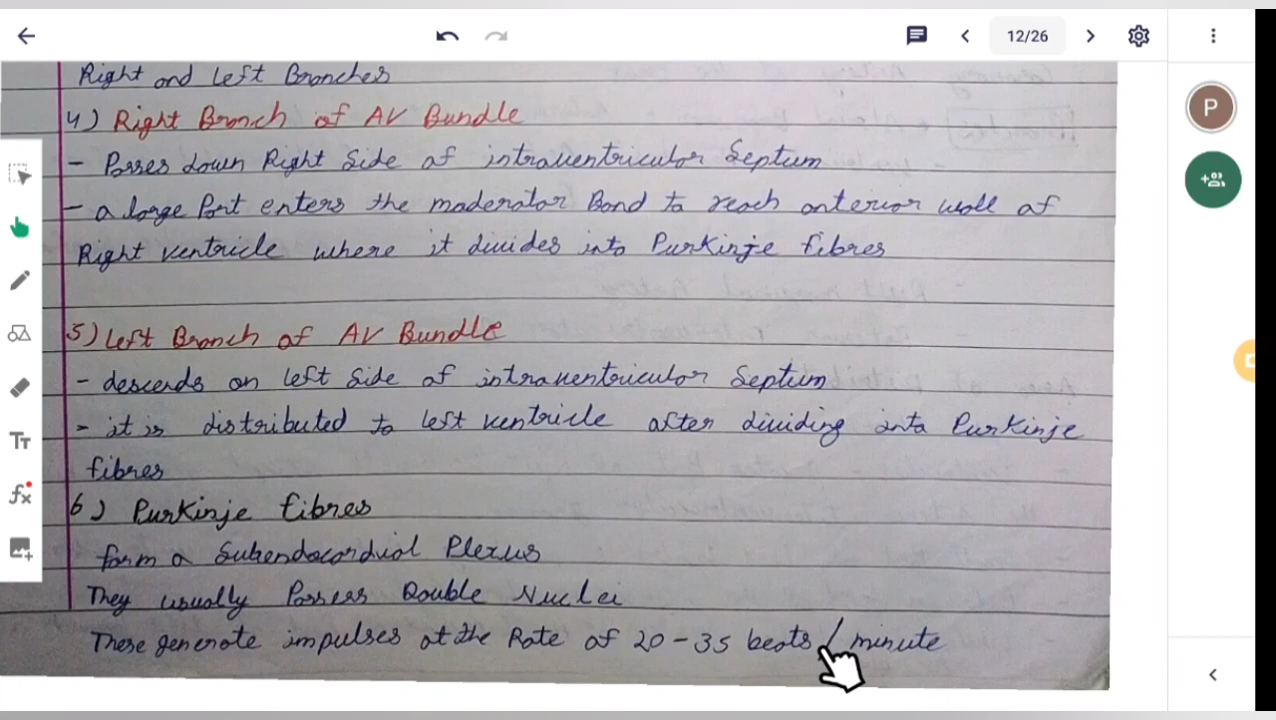 12/26
P
Right and Left Branches
4) Right Branch of AV Bundle
- Passes down Right Side of intraventricular Septum
- a large Part enters the moderator Band to reach anterior wall of
Right ventricle where it divides into Purkinje fibres
5) Left Branch of AV Bundle
- descends on left Side of intraventricular Septum
- it is distributed to left ventricle after dividing into Purkinje
fibres
6) Purkinje fibres
form a Subendocardial Plexus
They usually Possess Double Nuclei
These generate impulses at the Rate of 20-35 beats/minute
Tт
fx